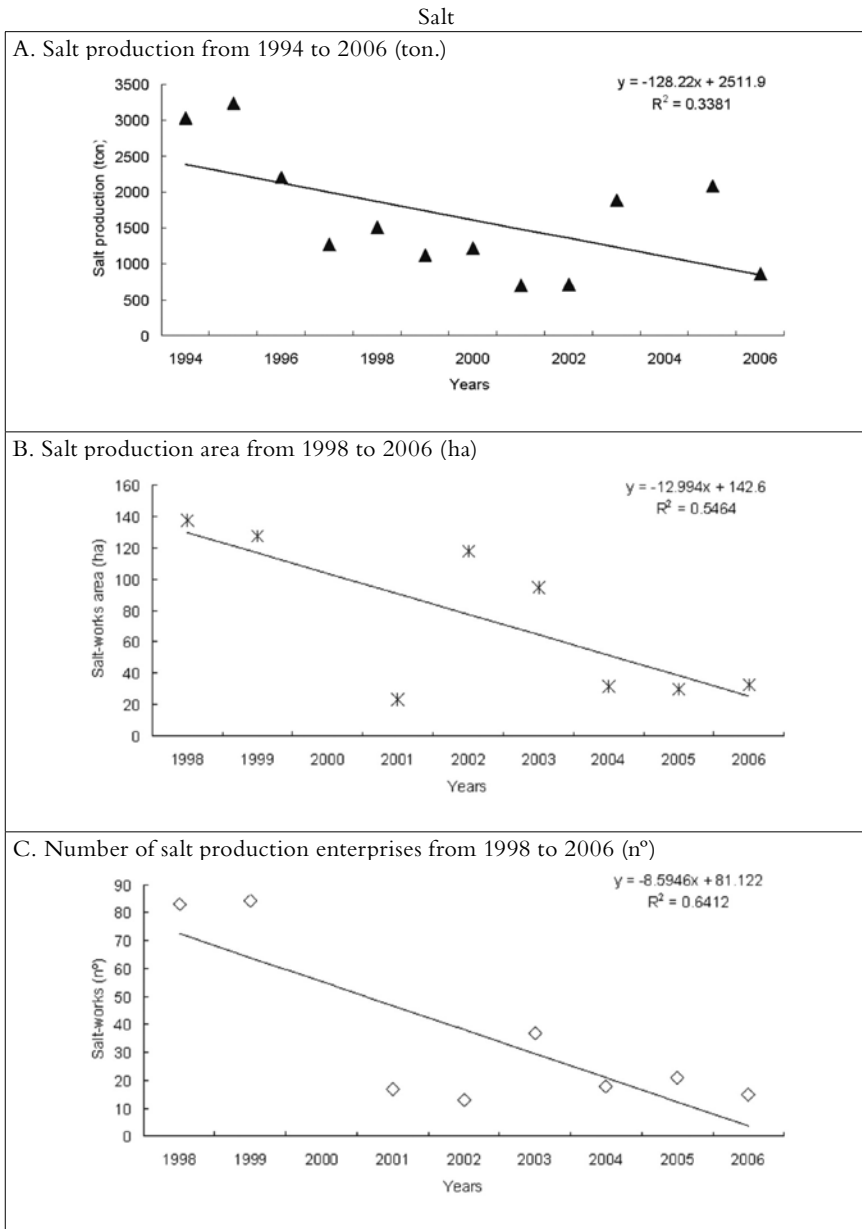 Salt
A. Salt production from 1994 to 2006 (ton.)
y = -128.22x + 2511.9
R² = 0.3381
3500
3000
2500
2000
1500
1000
500
0
Salt production (ton)
1994 1996 1998 2000 2002 2004 2006
Years
B. Salt production area from 1998 to 2006 (ha)
y = -12.994x + 142.6
R² = 0.5464
160
140
120
100
80
60
40
20
0
Salt-works area (ha)
1998 1999 2000 2001 2002 2003 2004 2005 2006
Years
C. Number of salt production enterprises from 1998 to 2006 (nº)
y = -8.5946x + 81.122
R² = 0.6412
90
80
70
60
50
40
30
20
10
0
Salt-works (nº)
1998 1999 2000 2001 2002 2003 2004 2005 2006
Years